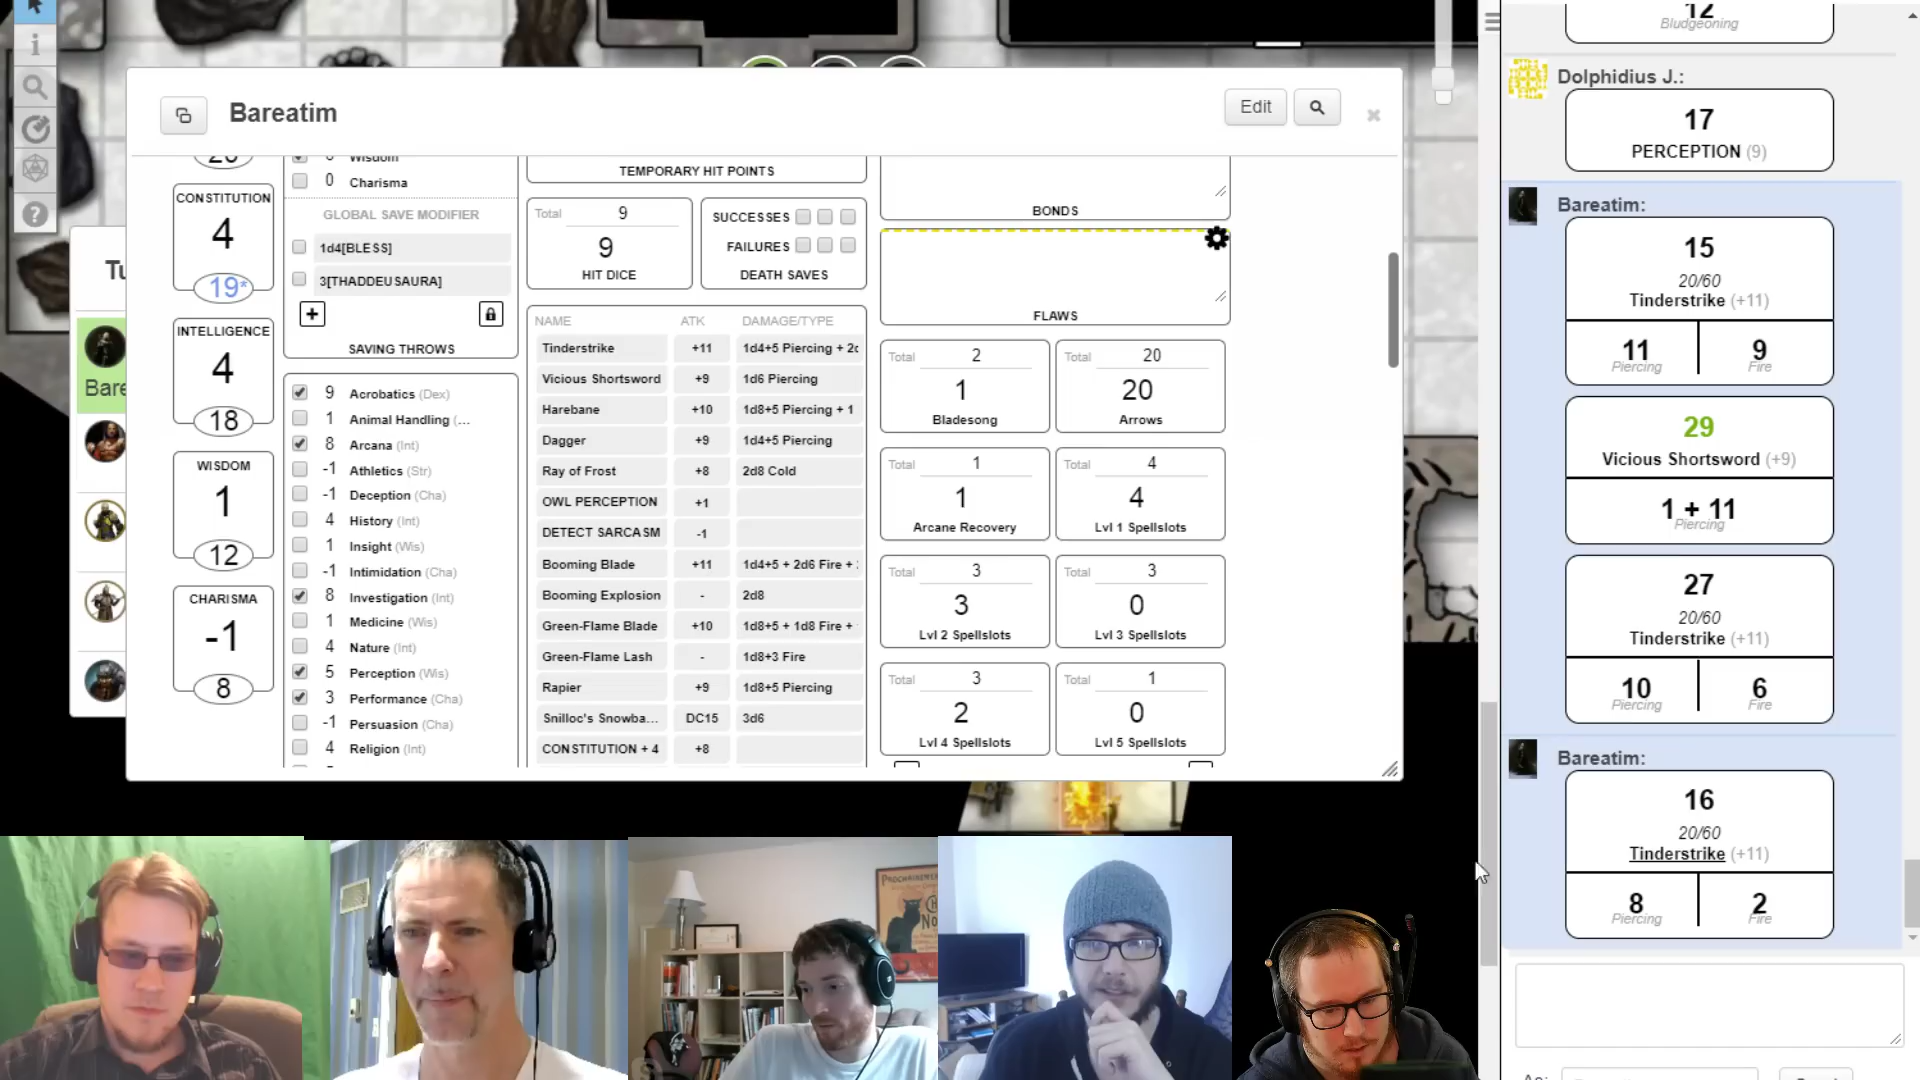 Bareatim
Edit
Wisdom
0 Charisma
GLOBAL SAVE MODIFIER
1d4[BLESS]
3[THADDEUSAURA]
SAVING THROWS
CONSTITUTION
4
19*
INTELLIGENCE
4
18
WISDOM
1
12
CHARISMA
-1
8
9 Acrobatics (Dex)
1 Animal Handling (...
8 Arcana (Int)
-1 Athletics (Str)
-1 Deception (Cha)
4 History (Int)
1 Insight (Wis)
-1 Intimidation (Cha)
8 Investigation (Int)
1 Medicine (Wis)
4 Nature (Int)
5 Perception (Wis)
3 Performance (Cha)
-1 Persuasion (Cha)
4 Religion (Int)
TEMPORARY HIT POINTS
Total 9
9
HIT DICE
SUCCESSES
FAILURES
DEATH SAVES
NAME ATK DAMAGE/TYPE
Tinderstrike +11 1d4+5 Piercing + 2d
Vicious Shortsword +9 1d6 Piercing
Harebane +10 1d8+5 Piercing + 1
Dagger +9 1d4+5 Piercing
Ray of Frost +8 2d8 Cold
OWL PERCEPTION +1
DETECT SARCASM -1
Booming Blade +11 1d4+5 + 2d6 Fire +
Booming Explosion - 2d8
Green-Flame Blade +10 1d8+5 + 1d8 Fire +
Green-Flame Lash - 1d8+3 Fire
Rapier +9 1d8+5 Piercing
Snilloc's Snowba... DC15 3d6
CONSTITUTION + 4 +8
BONDS
FLAWS
Total 2
1
Bladesong
Total 20
20
Arrows
Total 1
1
Arcane Recovery
Total 4
4
Lvl 1 Spellslots
Total 3
3
Lvl 2 Spellslots
Total 3
0
Lvl 3 Spellslots
Total 3
2
Lvl 4 Spellslots
Total 1
0
Lvl 5 Spellslots
Tu
Bare
12
Bludgeoning
Dolphidius J.:
17
PERCEPTION (9)
Bareatim:
15
20/60
Tinderstrike (+11)
11 9
Piercing Fire
29
Vicious Shortsword (+9)
1 + 11
Piercing
27
20/60
Tinderstrike (+11)
10 6
Piercing Fire
Bareatim:
16
20/60
Tinderstrike (+11)
8 2
Piercing Fire